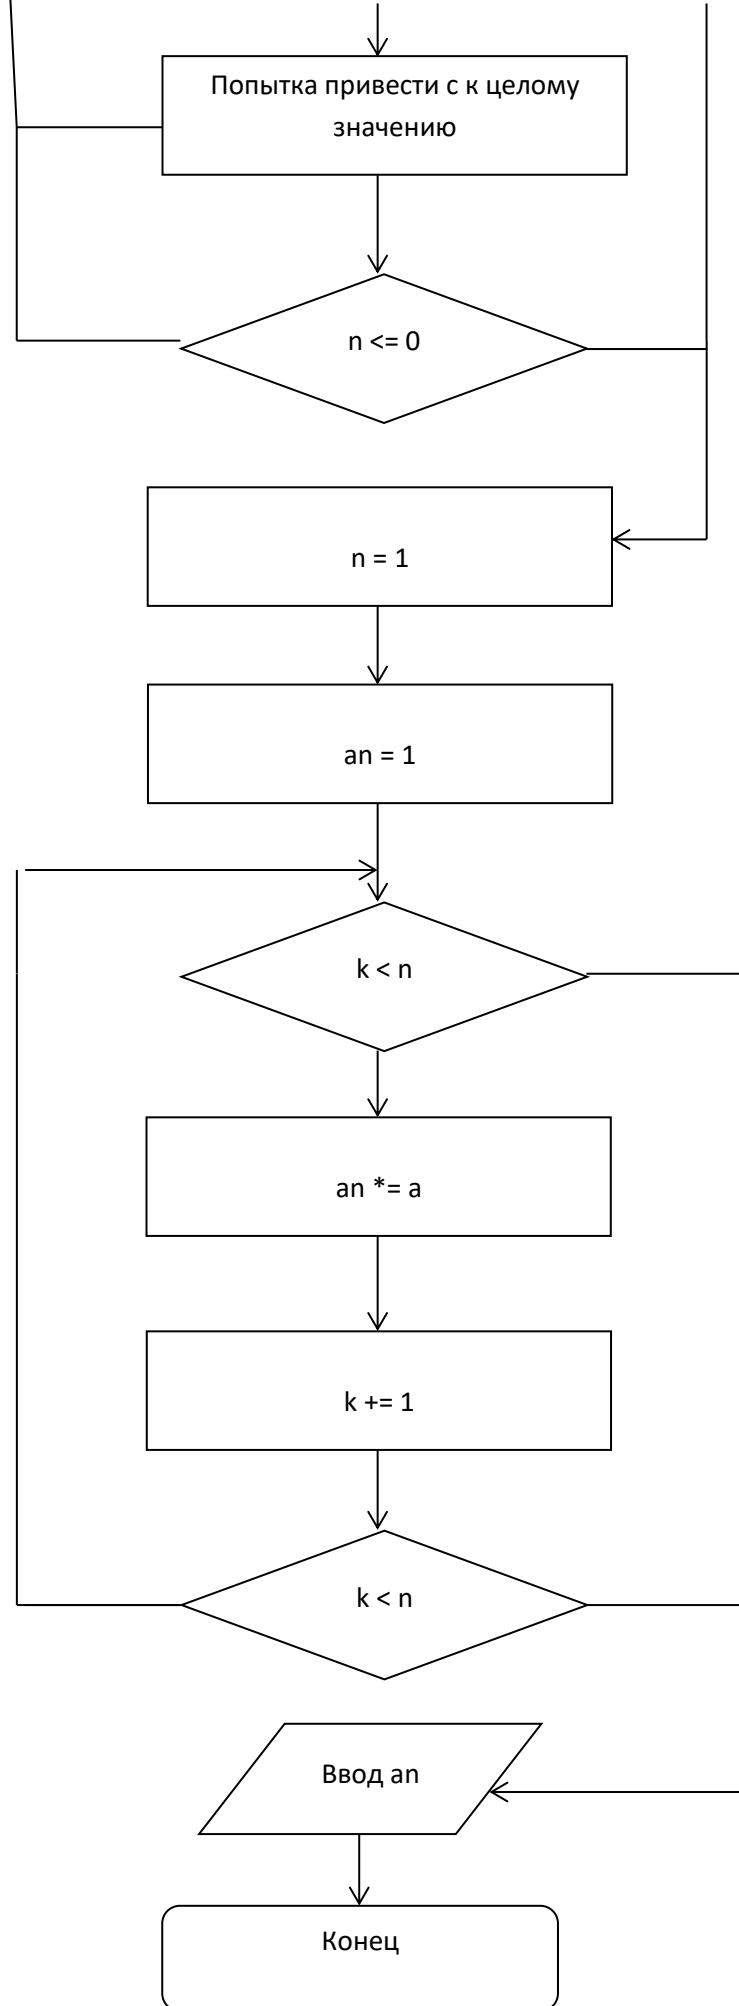 Попытка привести с к целому
значению
n <= 0
n = 1
an = 1
k < n
an *= a
k += 1
k < n
Ввод an
Конец